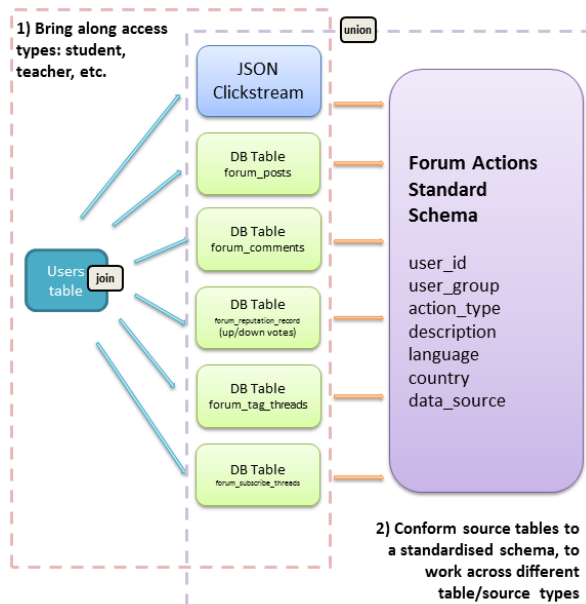 1) Bring along access
types: student,
teacher, etc.
union
JSON
Clickstream
DB Table
forum_posts
DB Table
forum_comments
Users
table
join
DB Table
forum_reputation_record
(up/down votes)
DB Table
forum_tag_threads
DB Table
forum_subscribe_threads
Forum Actions
Standard
Schema
user_id
user_group
action_type
description
language
country
data_source
2) Conform source tables to
a standardised schema, to
work across different
table/source types